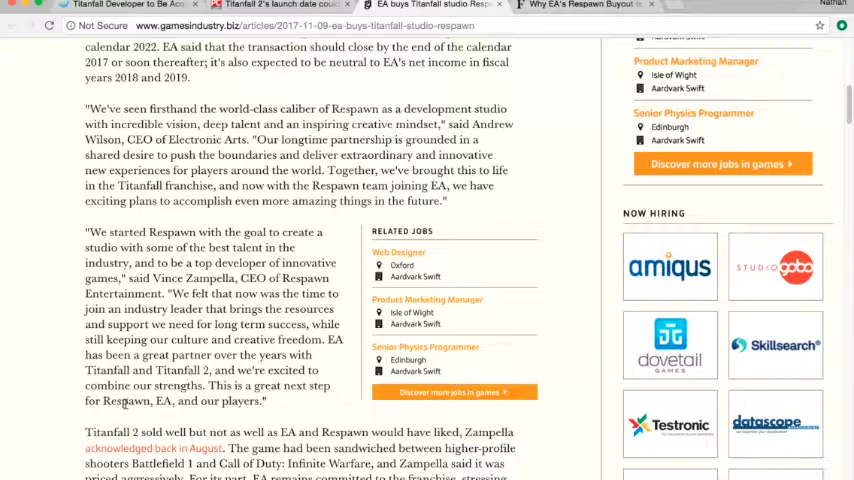 Titanfall Developer to Be Acq
Titanfall 2's launch date could
EA buys Titanfall studio Resp
Why EA's Respawn Buyout Is
Nathan
Not Secure
www.gamesindustry.biz/articles/2017-11-09-ea-buys-titanfall-studio-respawn
calendar 2022. EA said that the transaction should close by the end of the calendar
2017 or soon thereafter; it's also expected to be neutral to EA's net income in fiscal
years 2018 and 2019.
"We've seen firsthand the world-class caliber of Respawn as a development studio
with incredible vision, deep talent and an inspiring creative mindset," said Andrew
Wilson, CEO of Electronic Arts. "Our longtime partnership is grounded in a
shared desire to push the boundaries and deliver extraordinary and innovative
new experiences for players around the world. Together, we've brought this to life
in the Titanfall franchise, and now with the Respawn team joining EA, we have
exciting plans to accomplish even more amazing things in the future."
"We started Respawn with the goal to create a
studio with some of the best talent in the
industry, and to be a top developer of innovative
games," said Vince Zampella, CEO of Respawn
Entertainment. "We felt that now was the time to
join an industry leader that brings the resources
and support we need for long term success, while
still keeping our culture and creative freedom. EA
has been a great partner over the years with
Titanfall and Titanfall 2, and we're excited to
combine our strengths. This is a great next step
for Respawn, EA, and our players."
RELATED JOBS
Web Designer
Oxford
Aardvark Swift
Product Marketing Manager
Isle of Wight
Aardvark Swift
Senior Physics Programmer
Edinburgh
Aardvark Swift
Discover more jobs in games
Titanfall 2 sold well but not as well as EA and Respawn would have liked, Zampella
acknowledged back in August. The game had been sandwiched between higher-profile
shooters Battlefield 1 and Call of Duty: Infinite Warfare, and Zampella said it was
priced aggressively. For its part, EA remains committed to the franchise, stressing
Aardvark Swift
Product Marketing Manager
Isle of Wight
Aardvark Swift
Senior Physics Programmer
Edinburgh
Aardvark Swift
Discover more jobs in games
NOW HIRING
amiqus
STUDIO gobo
dovetail
GAMES
Skillsearch
Testronic
datascope